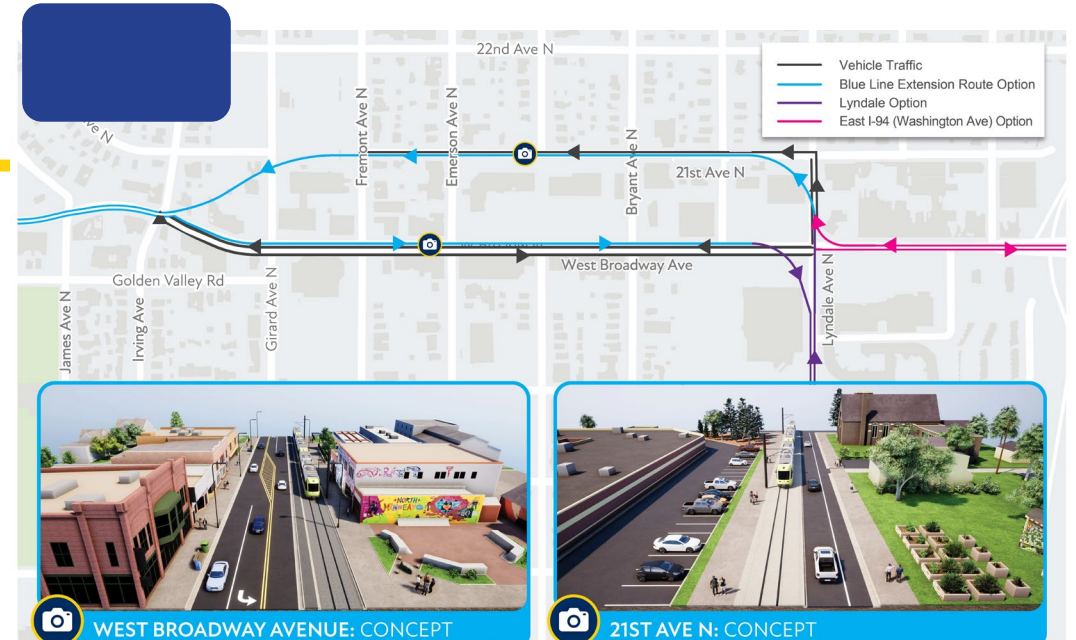 22nd Ave N
Vehicle Traffic
Blue Line Extension Route Option
Lyndale Option
East I-94 (Washington Ave) Option
ve N
Fremont Ave N
Emerson Ave N
Bryant Ave N
21st Ave N
West Broadway Ave
Golden Valley Rd
James Ave N
Irving Ave
Girard Ave N
Lyndale Ave N
NORTH
WEST BROADWAY AVENUE: CONCEPT
21ST AVE N: CONCEPT